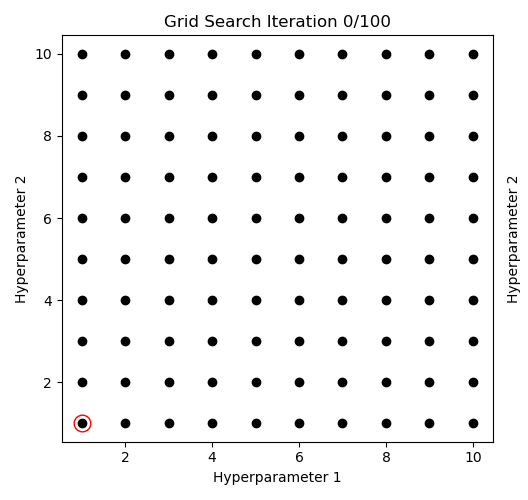 Grid Search Iteration 0/100
10
8
6
4
2
Hyperparameter 2
2 4 6 8 10
Hyperparameter 1
Hyperparameter 2